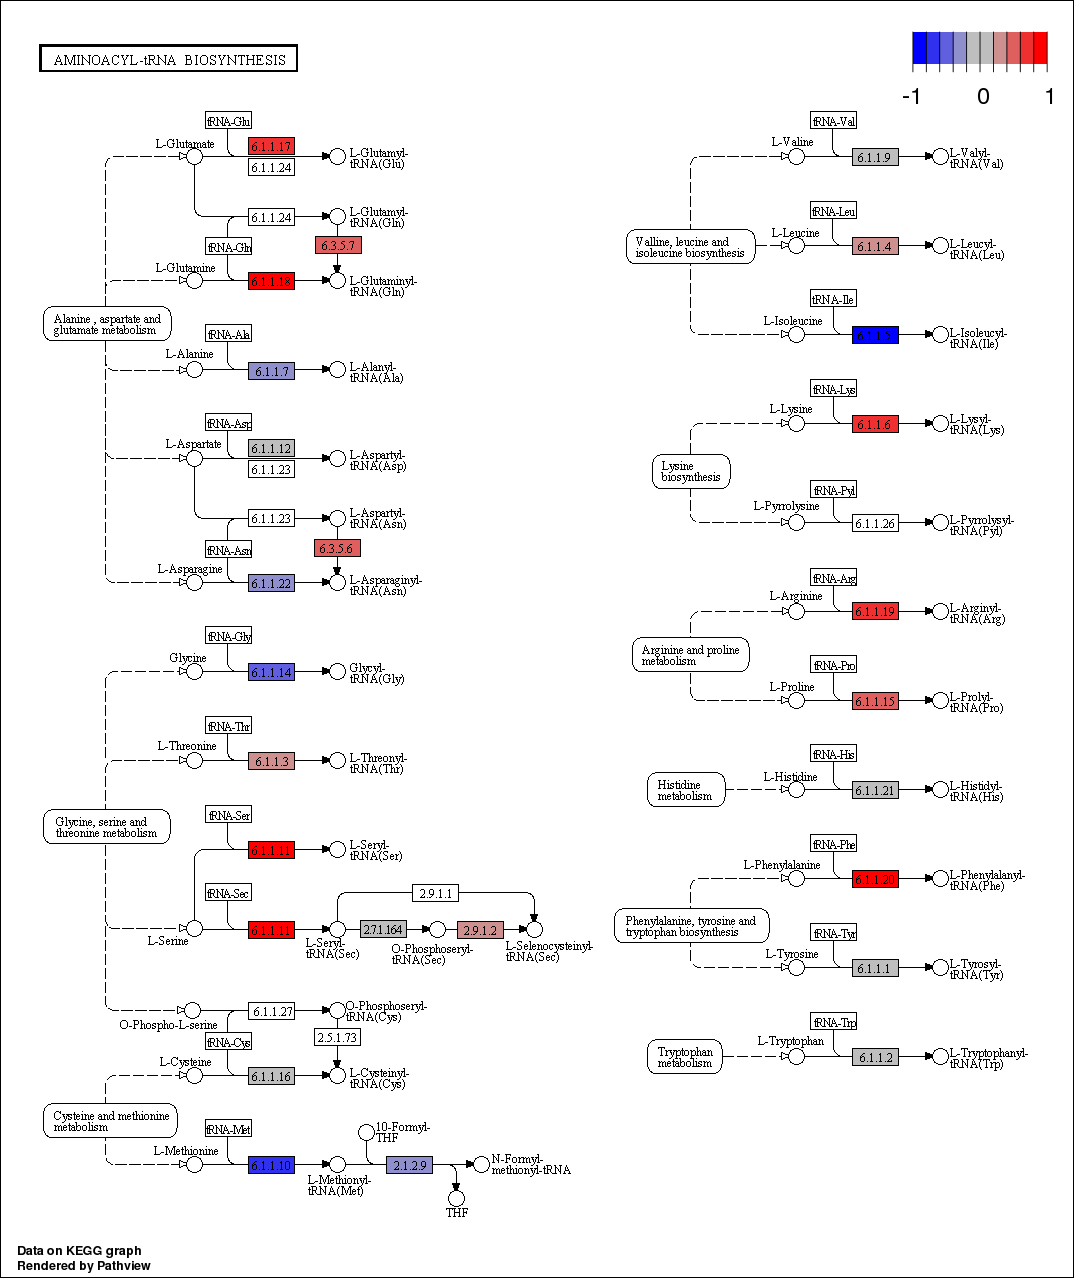 AMINOACYL-tRNA BIOSYNTHESIS
-1 0 1
tRNA-Glu
L-Glutamate
6.1.1.17
6.1.1.24
L-Glutamyl-
tRNA(Glu)
6.1.1.24
L-Glutamyl-
tRNA(Gln)
tRNA-Gln
6.3.5.7
L-Glutamine
6.1.1.18
L-Glutaminyl-
tRNA(Gln)
Alanine , aspartate and
glutamate metabolism
tRNA-Ala
L-Alanine
6.1.1.7
L-Alanyl-
tRNA(Ala)
tRNA-Asp
L-Aspartate
6.1.1.12
6.1.1.23
L-Aspartyl-
tRNA(Asp)
6.1.1.23
L-Aspartyl-
tRNA(Asn)
tRNA-Asn
6.3.5.6
L-Asparagine
6.1.1.22
L-Asparaginyl-
tRNA(Asn)
tRNA-Gly
Glycine
6.1.1.14
Glycyl-
tRNA(Gly)
tRNA-Thr
L-Threonine
6.1.1.3
L-Threonyl-
tRNA(Thr)
Glycine, serine and
threonine metabolism
tRNA-Ser
6.1.1.11
L-Seryl-
tRNA(Ser)
tRNA-Sec
L-Serine
6.1.1.11
L-Seryl-
tRNA(Sec)
2.9.1.1
2.7.1.164
O-Phosphoseryl-
tRNA(Sec)
2.9.1.2
L-Selenocysteinyl-
tRNA(Sec)
O-Phospho-L-serine
6.1.1.27
O-Phosphoseryl-
tRNA(Cys)
tRNA-Cys
2.5.1.73
L-Cysteine
6.1.1.16
L-Cysteinyl-
tRNA(Cys)
Cysteine and methionine
metabolism
tRNA-Met
L-Methionine
6.1.1.10
L-Methionyl-
tRNA(Met)
10-Formyl-
THF
2.1.2.9
N-Formyl-
methionyl-tRNA
THF
tRNA-Val
L-Valine
6.1.1.9
L-Valyl-
tRNA(Val)
tRNA-Leu
Valline, leucine and
isoleucine biosynthesis
L-Leucine
6.1.1.4
L-Leucyl-
tRNA(Leu)
tRNA-Ile
L-Isoleucine
6.1.1.5
L-Isoleucyl-
tRNA(Ile)
tRNA-Lys
L-Lysine
6.1.1.6
L-Lysyl-
tRNA(Lys)
Lysine
biosynthesis
tRNA-Pyl
L-Pyrrolysine
6.1.1.26
L-Pyrrolysyl-
tRNA(Pyl)
tRNA-Arg
L-Arginine
6.1.1.19
L-Arginyl-
tRNA(Arg)
Arginine and proline
metabolism
tRNA-Pro
L-Proline
6.1.1.15
L-Prolyl-
tRNA(Pro)
tRNA-His
Histidine
metabolism
L-Histidine
6.1.1.21
L-Histidyl-
tRNA(His)
tRNA-Phe
L-Phenylalanine
6.1.1.20
L-Phenylalanyl-
tRNA(Phe)
Phenylalanine, tyrosine and
tryptophan biosynthesis
tRNA-Tyr
L-Tyrosine
6.1.1.1
L-Tyrosyl-
tRNA(Tyr)
tRNA-Trp
Tryptophan
metabolism
L-Tryptophan
6.1.1.2
L-Tryptophanyl-
tRNA(Trp)
Data on KEGG graph
Rendered by Pathview